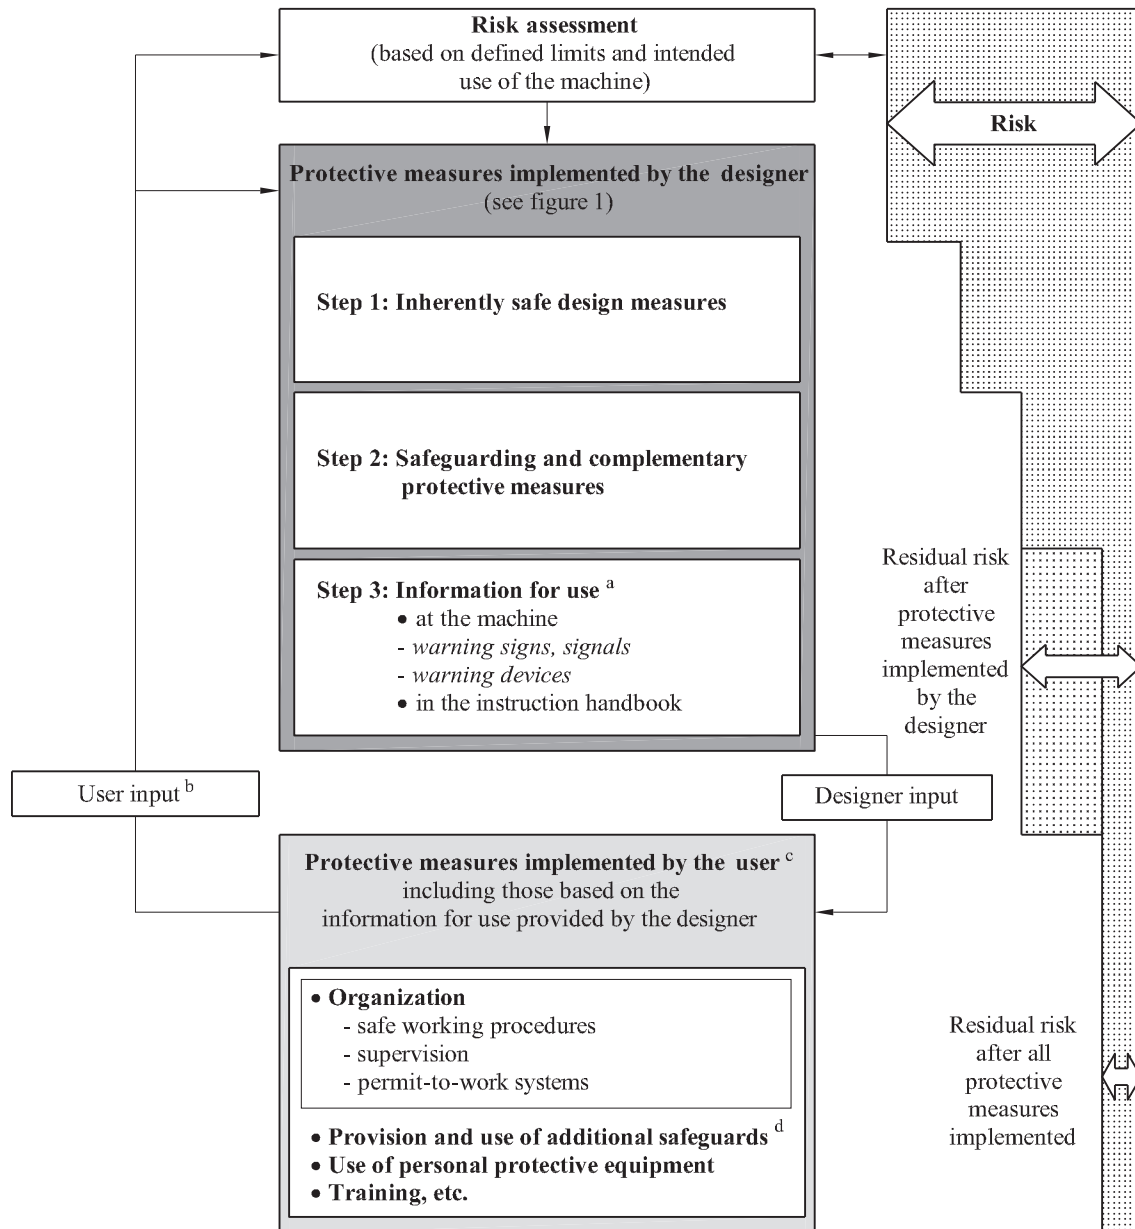 Risk assessment
(based on defined limits and intended
use of the machine)
Risk
Protective measures implemented by the designer
(see figure 1)
Step 1: Inherently safe design measures
Step 2: Safeguarding and complementary
protective measures
Step 3: Information for use a
• at the machine
- warning signs, signals
- warning devices
• in the instruction handbook
Residual risk
after
protective
measures
implemented
by the
designer
User input b
Designer input
Protective measures implemented by the user c
including those based on the
information for use provided by the designer
• Organization
- safe working procedures
- supervision
- permit-to-work systems
• Provision and use of additional safeguards d
• Use of personal protective equipment
• Training, etc.
Residual risk
after all
protective
measures
implemented